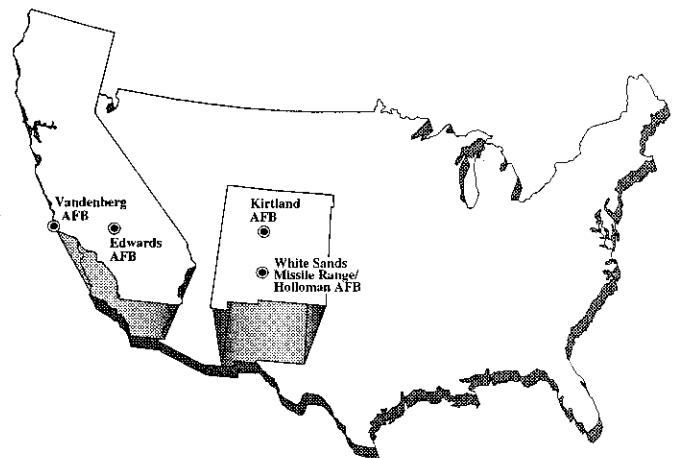 Vandenberg
AFB
Edwards
AFB
Kirtland
AFB
White Sands
Missile Range/
Holloman AFB